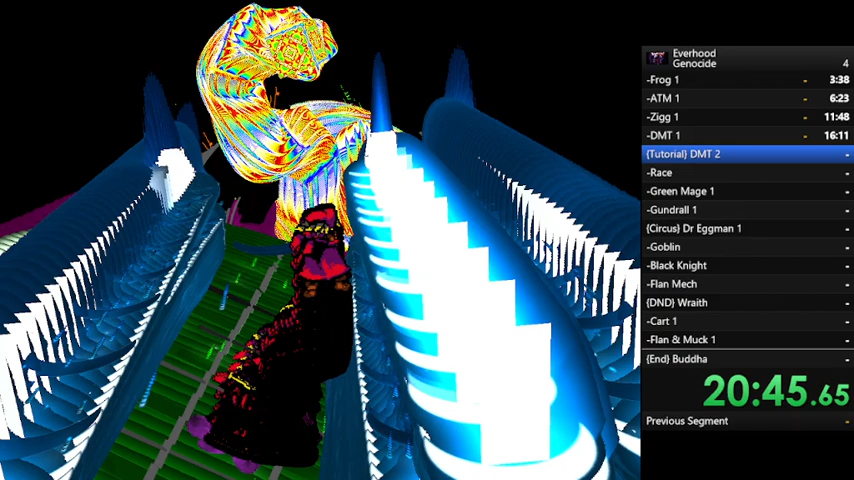 Everhood
Genocide 4
-Frog 1 - 3:38
-ATM 1 - 6:23
-Zigg 1 - 11:48
-DMT 1 - 16:11
{Tutorial} DMT 2 -
-Race -
-Green Mage 1 -
-Gundrall 1 -
{Circus} Dr Eggman 1 -
-Goblin -
-Black Knight -
-Flan Mech -
{DND} Wraith -
-Cart 1 -
-Flan & Muck 1 -
{End} Buddha -
20:45.65
Previous Segment -